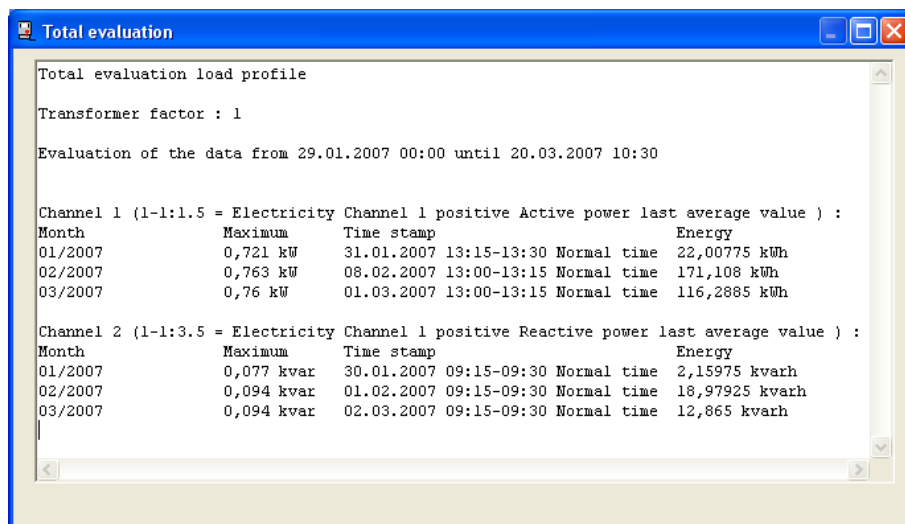 Total evaluation
Total evaluation load profile
Transformer factor : 1
Evaluation of the data from 29.01.2007 00:00 until 20.03.2007 10:30
Channel 1 (1-1:1.5 = Electricity Channel 1 positive Active power last average value ) :
Month Maximum Time stamp Energy
01/2007 0,721 kW 31.01.2007 13:15-13:30 Normal time 22,00775 kWh
02/2007 0,763 kW 08.02.2007 13:00-13:15 Normal time 171,108 kWh
03/2007 0,76 kW 01.03.2007 13:00-13:15 Normal time 116,2885 kWh
Channel 2 (1-1:3.5 = Electricity Channel 1 positive Reactive power last average value ) :
Month Maximum Time stamp Energy
01/2007 0,077 kvar 30.01.2007 09:15-09:30 Normal time 2,15975 kvarh
02/2007 0,094 kvar 01.02.2007 09:15-09:30 Normal time 18,97925 kvarh
03/2007 0,094 kvar 02.03.2007 09:15-09:30 Normal time 12,865 kvarh